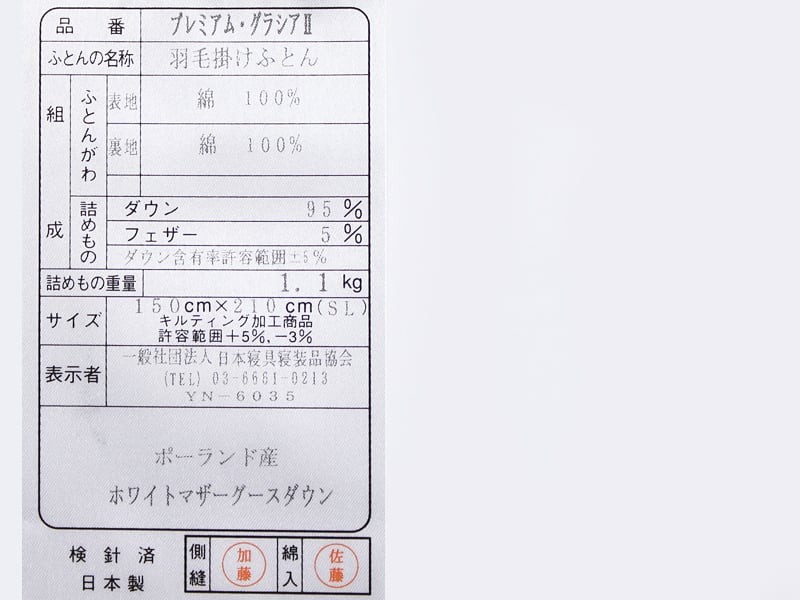 品番 プレミアム・グラシアⅡ
ふとんの名称 羽毛掛けふとん
組成 ふとんがわ 表地 綿 100%
裏地 綿 100%
詰めもの ダウン 95 %
フェザー 5 %
ダウン含有率許容範囲±5%
詰めもの重量 1.1 kg
サイズ 150cm×210cm(SL)
キルティング加工商品
許容範囲+5%,-3%
表示者 一般社団法人 日本寝具寝装品協会
(TEL) 03-6661-0213
YN-6035
ポーランド産
ホワイトマザーグースダウン
検針済 側縫 加藤 綿入 佐藤
日本製